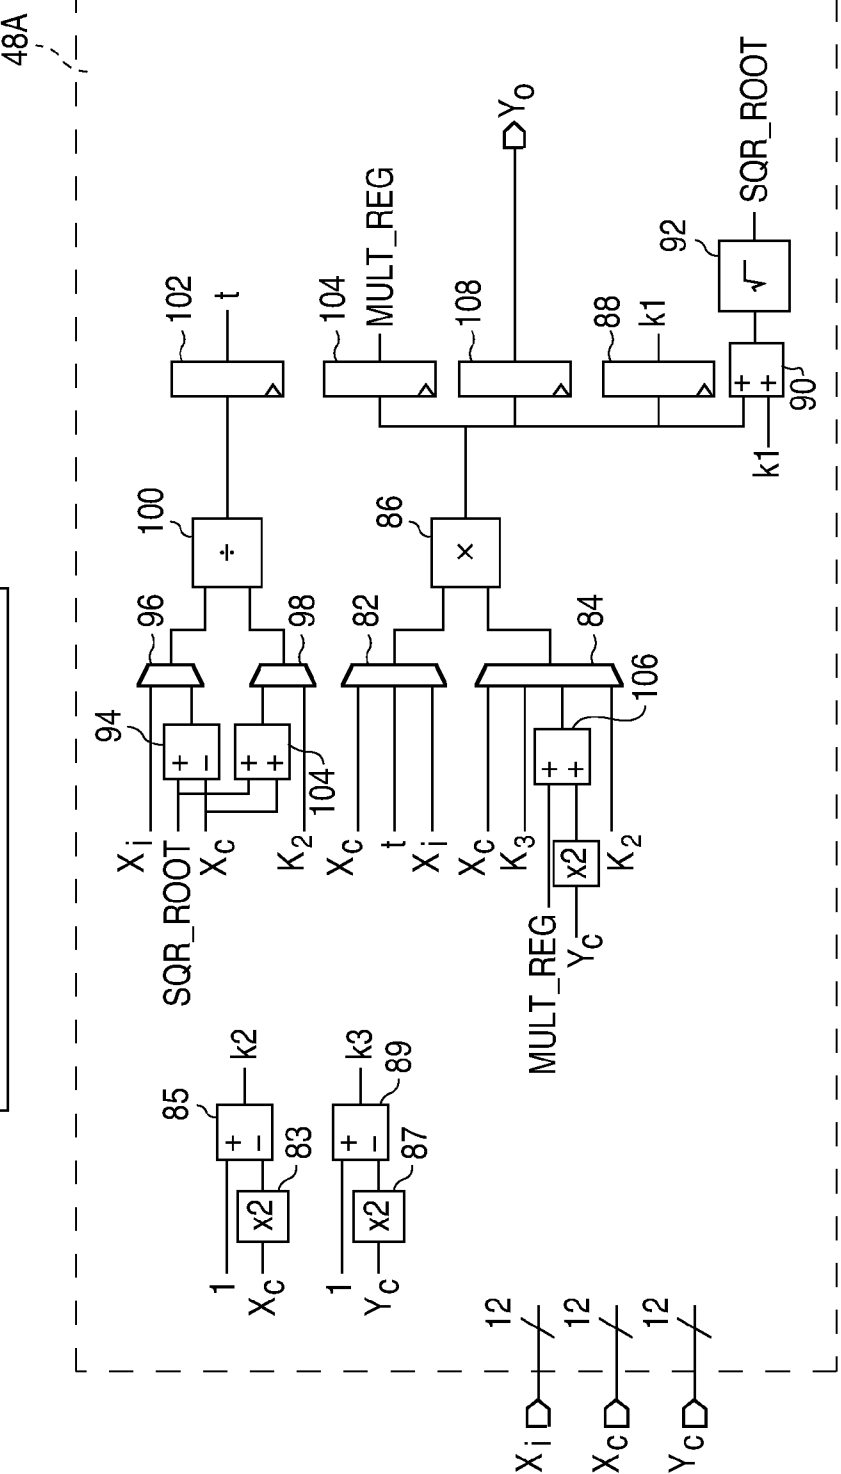 48A
102
t
104
MULT_REG
108
Yo
88
k1
92
√
SQR_ROOT
+
+
90
k1
100
÷
86
×
96
98
82
84
94
+
−
+
+
104
106
+
+
Xi
SQR_ROOT
Xc
K2
Xc
t
Xi
Xc
K3
MULT_REG
x2
Yc
K2
85
k2
+
−
83
x2
1
Xc
k3
89
+
−
87
x2
1
Yc
12
Xi
12
Xc
12
Yc